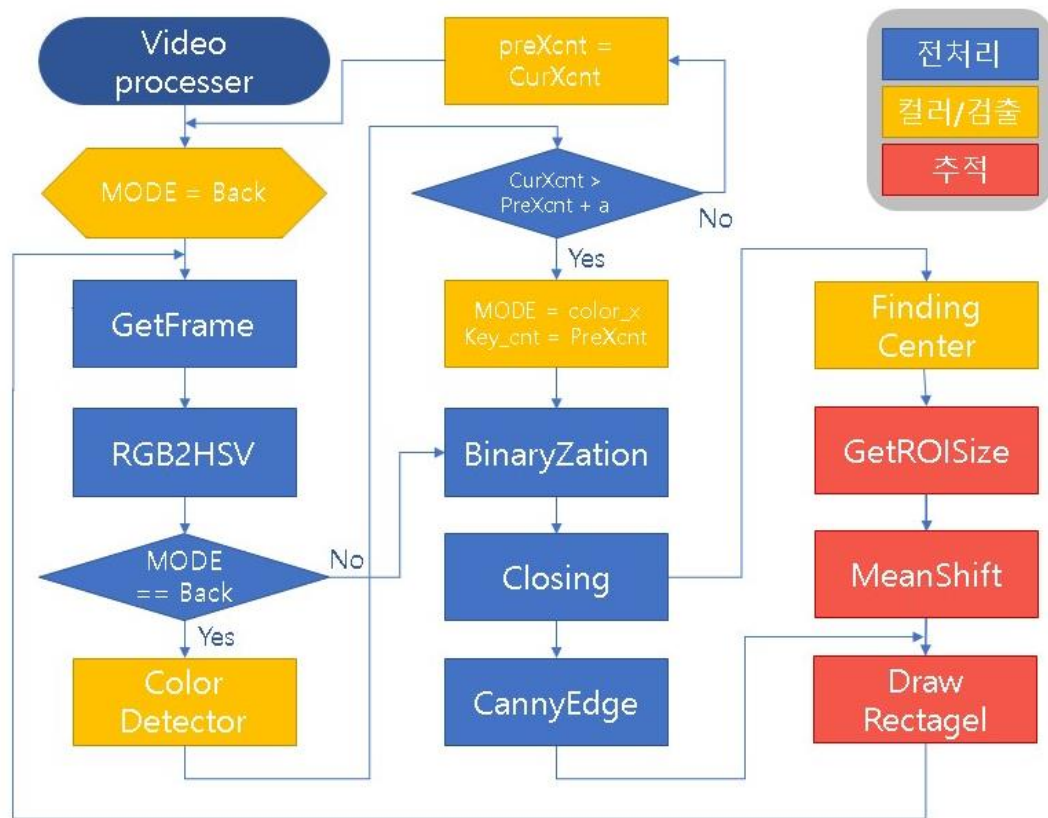 Video
processer
MODE = Back
GetFrame
RGB2HSV
MODE
== Back
No
Yes
Color
Detector
preXcnt =
CurXcnt
CurXcnt >
PreXcnt + a
No
Yes
MODE = color_x
Key_cnt = PreXcnt
BinaryZation
Closing
CannyEdge
전처리
컬러/검출
추적
Finding
Center
GetROISize
MeanShift
Draw
Rectagel